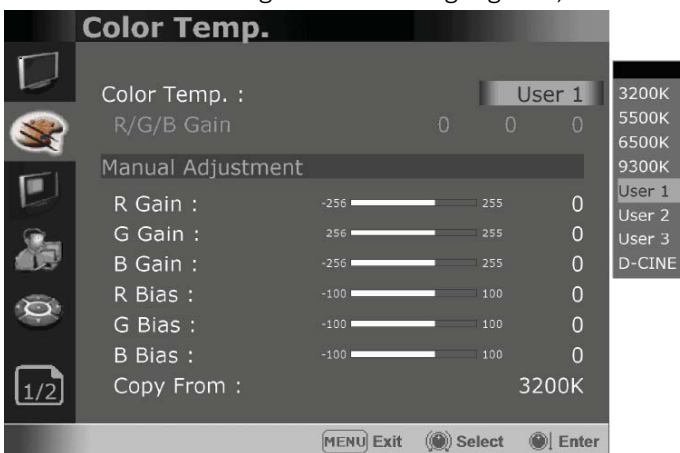 Color Temp.
Color Temp. : User 1
R/G/B Gain 0 0 0
Manual Adjustment
R Gain : -256 255 0
G Gain : 256 255 0
B Gain : -256 255 0
R Bias : -100 100 0
G Bias : -100 100 0
B Bias : -100 100 0
Copy From : 3200K
1/2
MENU Exit Select Enter
3200K
5500K
6500K
9300K
User 1
User 2
User 3
D-CINE